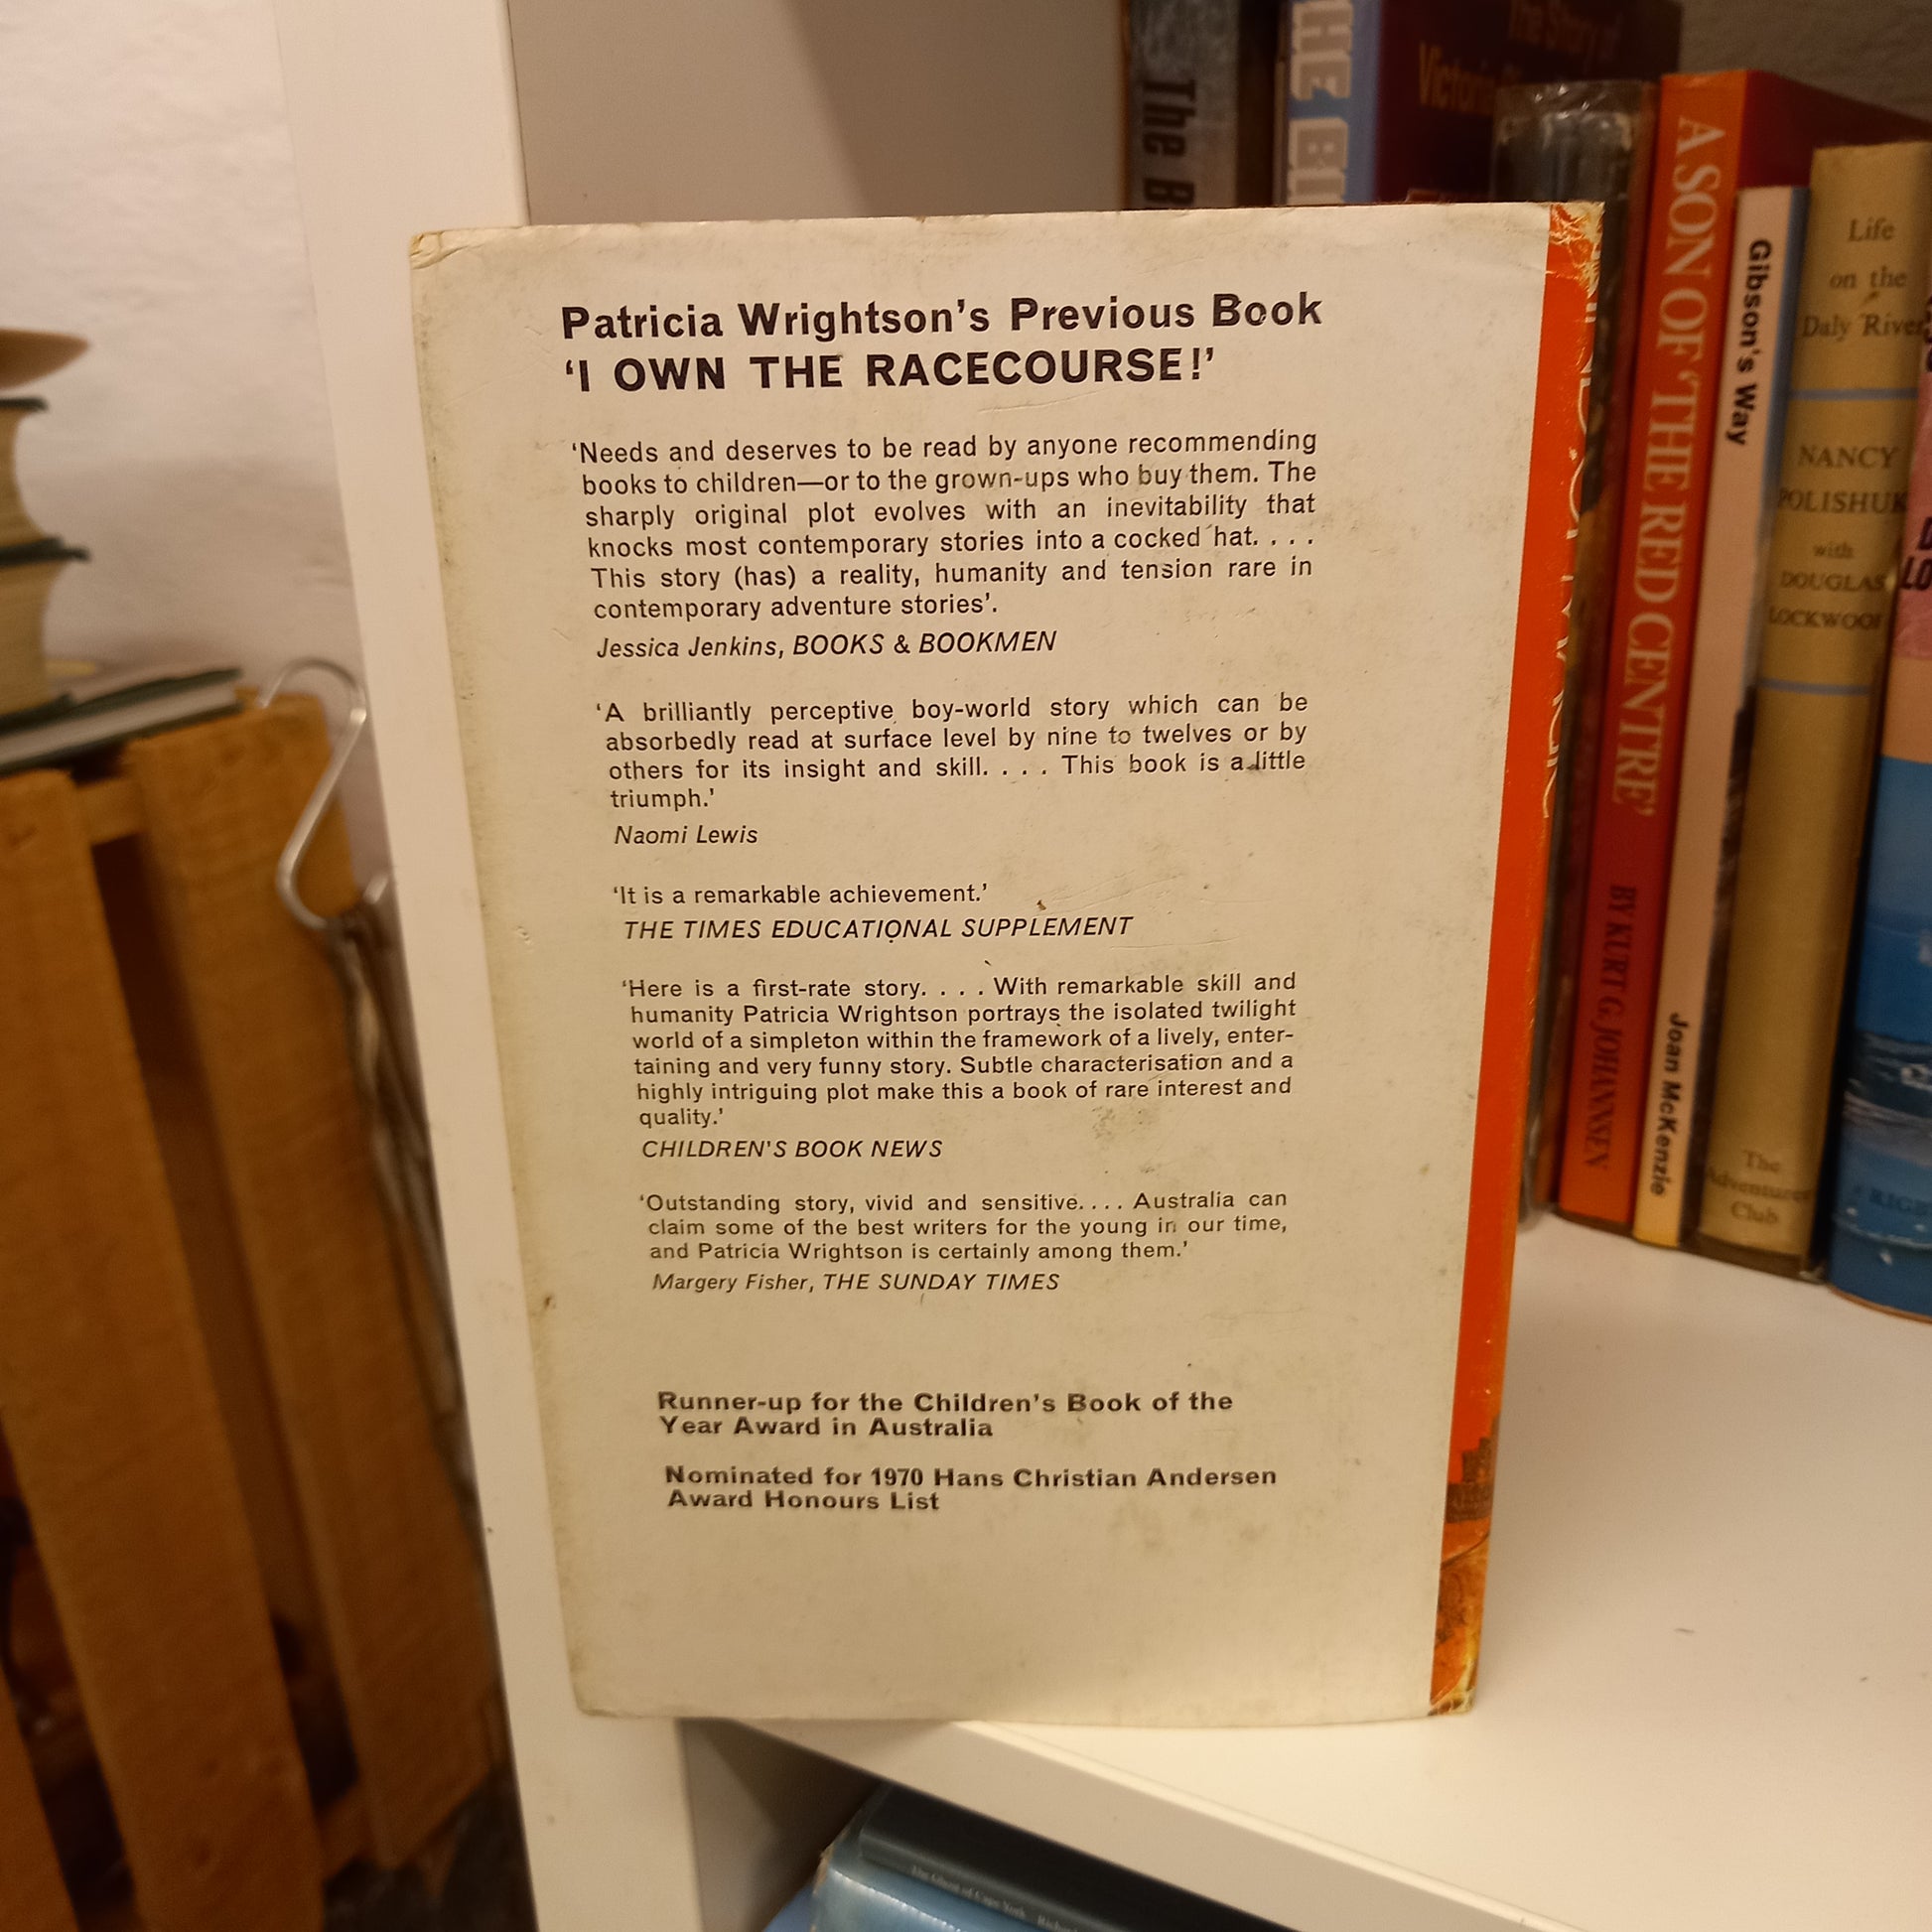 Patricia Wrightson's Previous Book
'I OWN THE RACECOURSE!'
'Needs and deserves to be read by anyone recommending
books to children—or to the grown-ups who buy them. The
sharply original plot evolves with an inevitability that
knocks most contemporary stories into a cocked hat. . . .
This story (has) a reality, humanity and tension rare in
contemporary adventure stories'.
Jessica Jenkins, BOOKS & BOOKMEN
'A brilliantly perceptive boy-world story which can be
absorbedly read at surface level by nine to twelves or by
others for its insight and skill. . . . This book is a little
triumph.'
Naomi Lewis
'It is a remarkable achievement.'
THE TIMES EDUCATIONAL SUPPLEMENT
'Here is a first-rate story. . . . With remarkable skill and
humanity Patricia Wrightson portrays the isolated twilight
world of a simpleton within the framework of a lively, enter-
taining and very funny story. Subtle characterisation and a
highly intriguing plot make this a book of rare interest and
quality.'
CHILDREN'S BOOK NEWS
'Outstanding story, vivid and sensitive. . . . Australia can
claim some of the best writers for the young in our time,
and Patricia Wrightson is certainly among them.'
Margery Fisher, THE SUNDAY TIMES
Runner-up for the Children's Book of the
Year Award in Australia
Nominated for 1970 Hans Christian Andersen
Award Honours List
The B
HE B
The Story of
A SON OF 'THE RED CENTRE'
BY KURT G JOHANNSEN
Gibson's Way
Joan McKenzie
Life
on the
Daly River
NANCY
POLISHUK
with
DOUGLAS
LOCKWOOD
The
Adventurers
Club